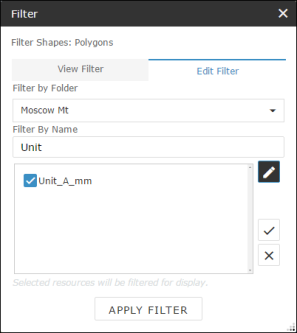 Filter
Filter Shapes: Polygons
View Filter
Edit Filter
Filter by Folder
Moscow Mt
Filter By Name
Unit
Unit_A_mm
Selected resources will be filtered for display.
APPLY FILTER